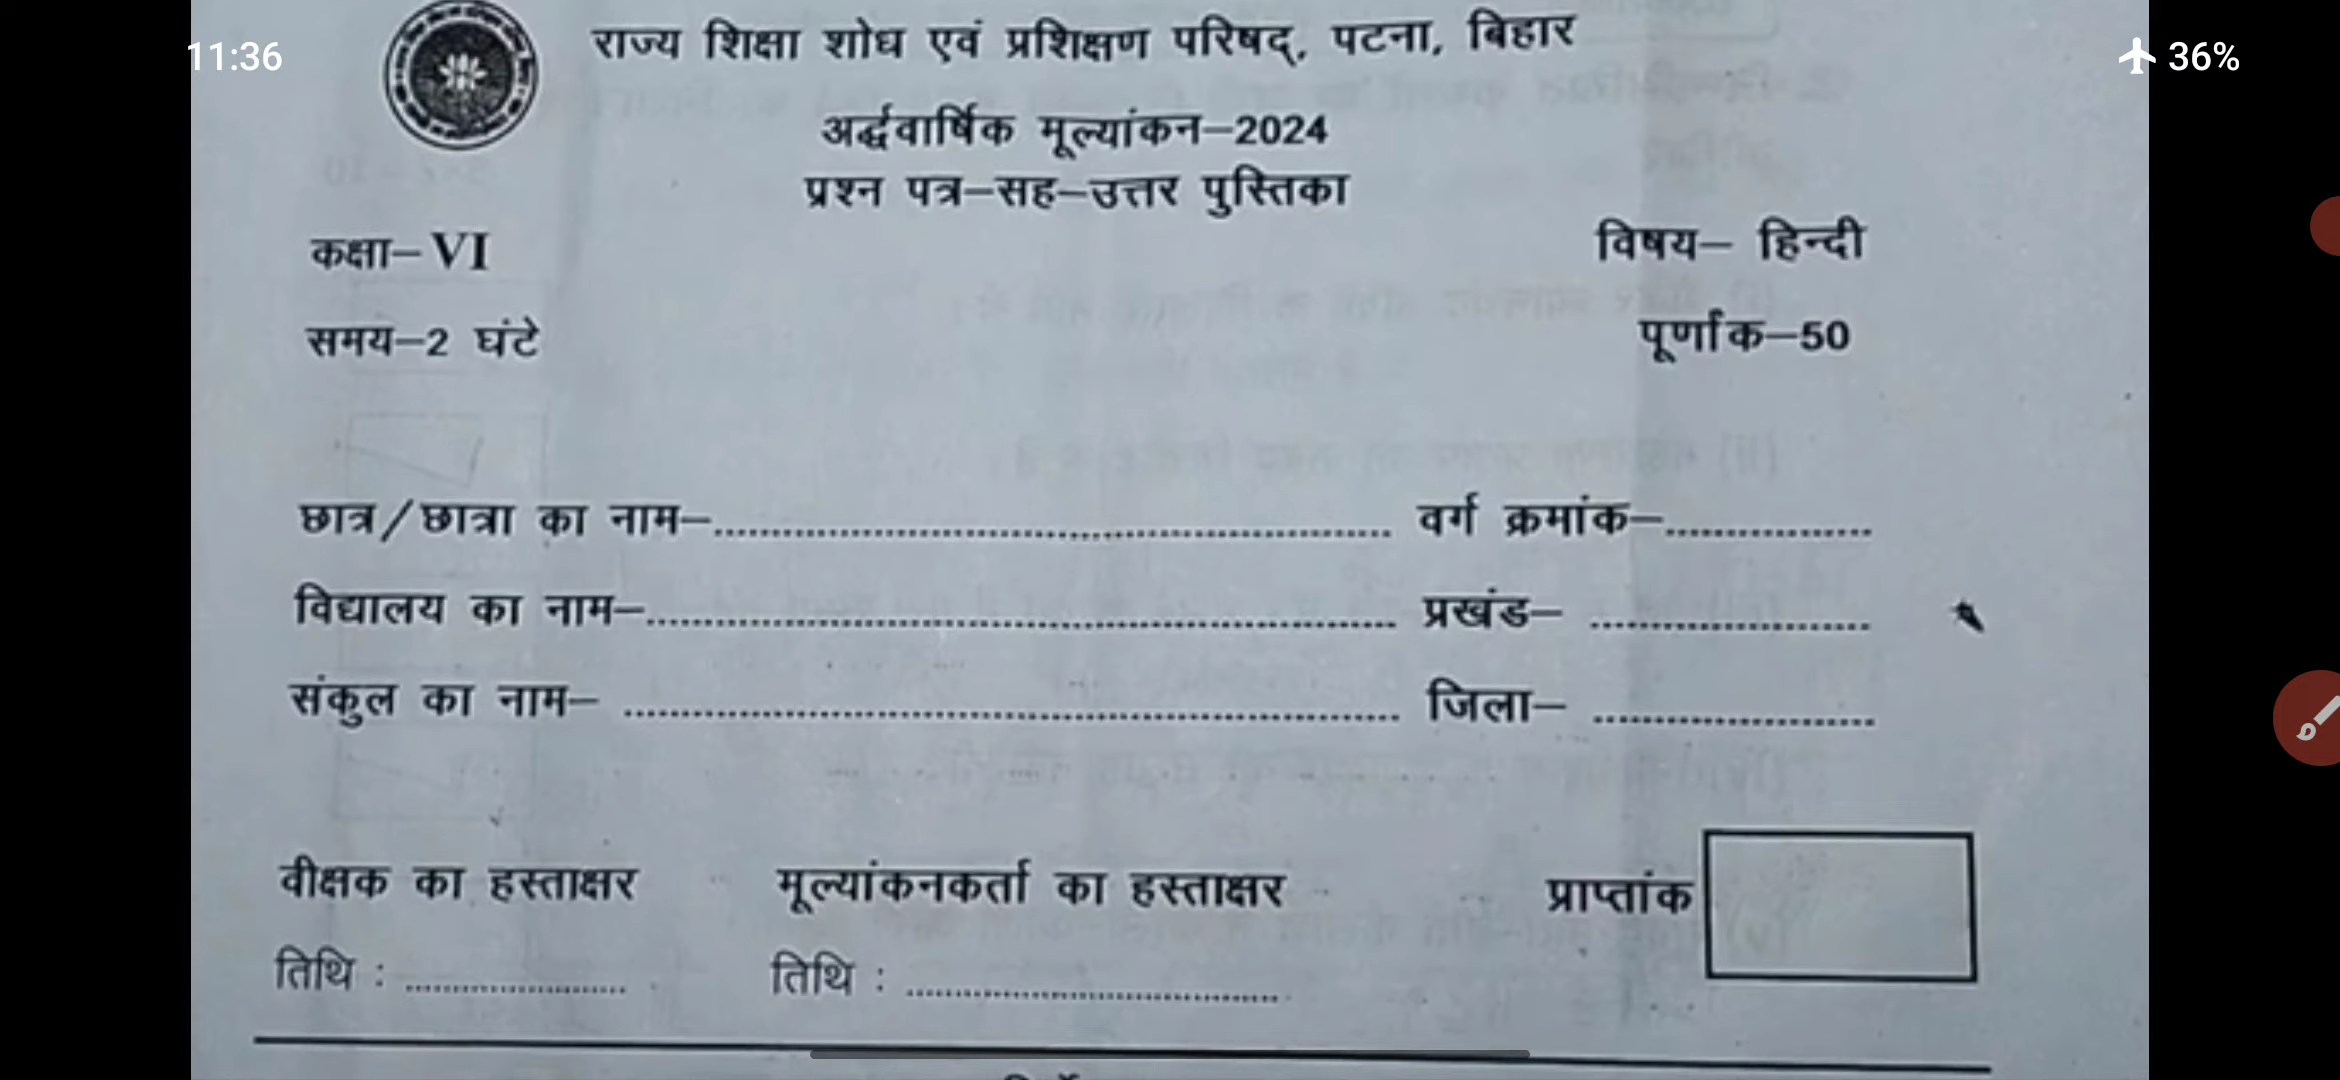 11:36
36%
राज्य शिक्षा शोध एवं प्रशिक्षण परिषद्, पटना, बिहार
अर्द्धवार्षिक मूल्यांकन–2024
प्रश्न पत्र–सह–उत्तर पुस्तिका
कक्षा– VI विषय– हिन्दी
समय–2 घंटे पूर्णांक–50
छात्र/छात्रा का नाम–........................ वर्ग क्रमांक–................
विद्यालय का नाम–........................ प्रखंड– ................
संकुल का नाम– ........................ जिला– ................
वीक्षक का हस्ताक्षर मूल्यांकनकर्ता का हस्ताक्षर प्राप्तांक
तिथि : ................ तिथि : ........................